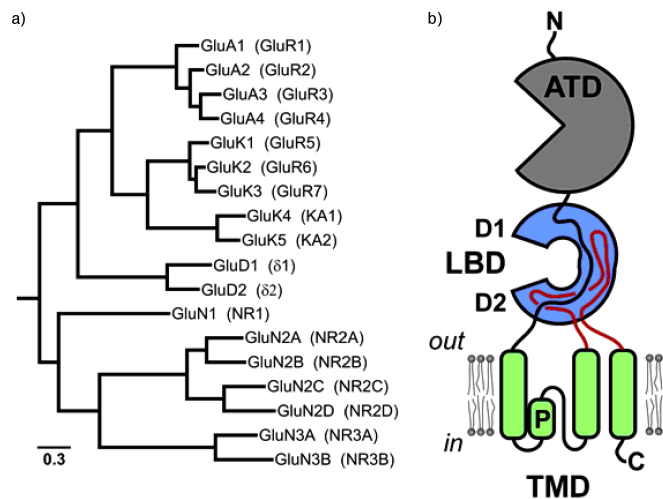 a)
GluA1 (GluR1)
GluA2 (GluR2)
GluA3 (GluR3)
GluA4 (GluR4)
GluK1 (GluR5)
GluK2 (GluR6)
GluK3 (GluR7)
GluK4 (KA1)
GluK5 (KA2)
GluD1 (δ1)
GluD2 (δ2)
GluN1 (NR1)
GluN2A (NR2A)
GluN2B (NR2B)
GluN2C (NR2C)
GluN2D (NR2D)
GluN3A (NR3A)
GluN3B (NR3B)
0.3
b)
N
ATD
D1
LBD
D2
out
P
in
C
TMD